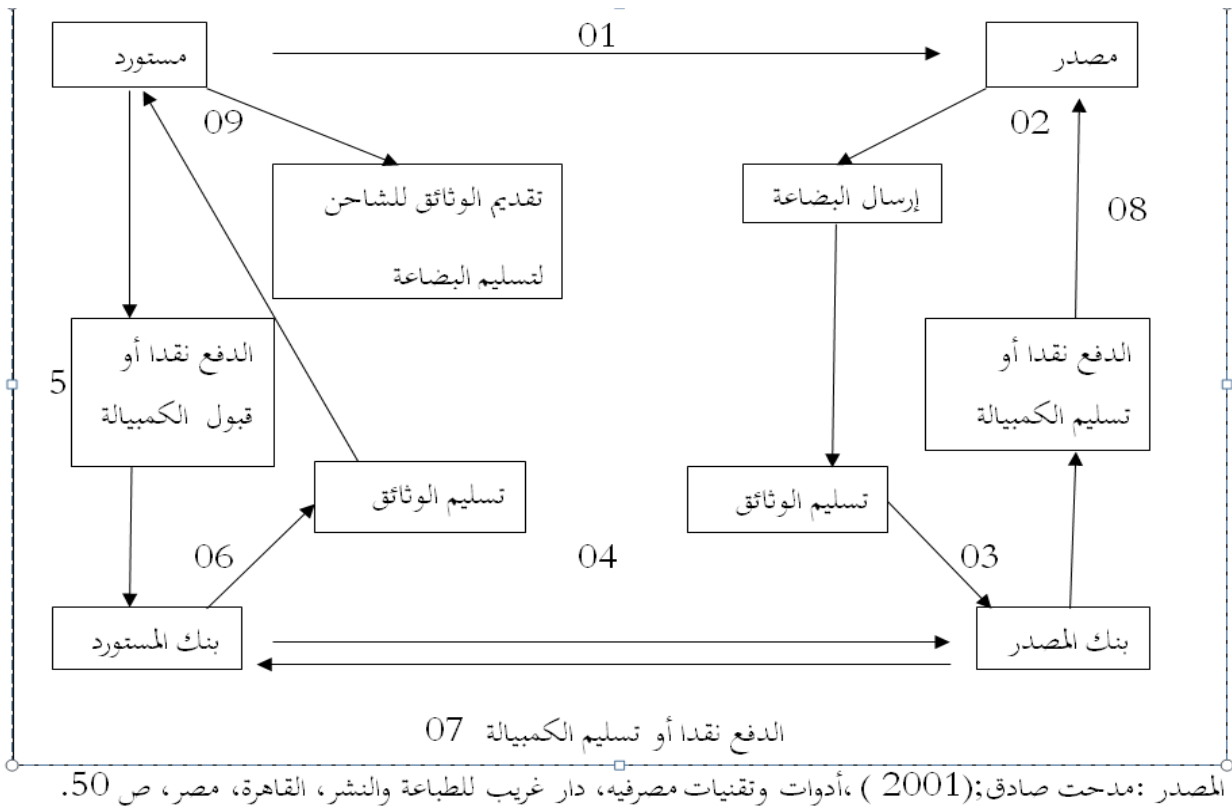 01
مصدر
مستورد
02
09
إرسال البضاعة
تقديم الوثائق للشاحن
لتسليم البضاعة
08
الدفع نقدا أو
تسليم الكمبيالة
الدفع نقدا أو
قبول الكمبيالة
5
تسليم الوثائق
تسليم الوثائق
03
04
06
بنك المصدر
بنك المستورد
الدفع نقدا أو تسليم الكمبيالة 07
المصدر :مدحت صادق;(2001 ) ،أدوات وتقنيات مصرفيه، دار غريب للطباعة والنشر، القاهرة، مصر، ص 50.